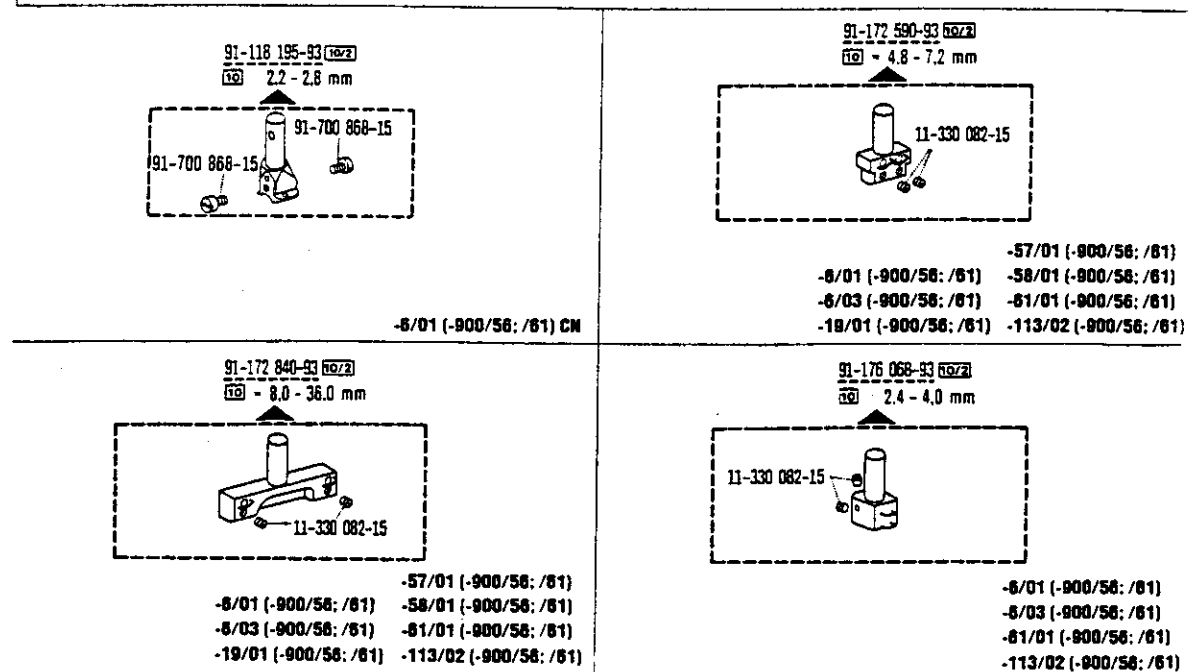 91-118 195-93 10/2
10 2.2 - 2.8 mm
91-700 868-15
91-700 868-15
-6/01 (-900/56; /61) CN
91-172 590-93 10/2
10 - 4.8 - 7.2 mm
11-330 082-15
-57/01 (-900/56; /61)
-6/01 (-900/56; /61) -58/01 (-900/56; /61)
-6/03 (-900/56; /61) -61/01 (-900/56; /61)
-19/01 (-900/56; /61) -113/02 (-900/56; /61)
91-172 840-93 10/2
10 - 8.0 - 36.0 mm
11-330 082-15
-57/01 (-900/56; /61)
-6/01 (-900/56; /61) -58/01 (-900/56; /61)
-6/03 (-900/56; /61) -61/01 (-900/56; /61)
-19/01 (-900/56; /61) -113/02 (-900/56; /61)
91-176 068-93 10/2
10 2.4 - 4.0 mm
11-330 082-15
-6/01 (-900/56; /61)
-6/03 (-900/56; /61)
-61/01 (-900/56; /61)
-113/02 (-900/56; /61)